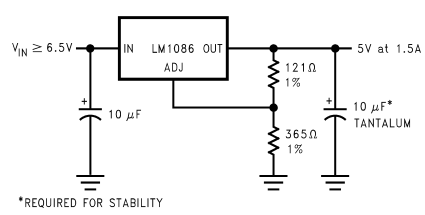 V_IN ≥ 6.5V
IN LM1086 OUT
ADJ
5V at 1.5A
121Ω
1%
10 μF
10 μF*
TANTALUM
365Ω
1%
*REQUIRED FOR STABILITY